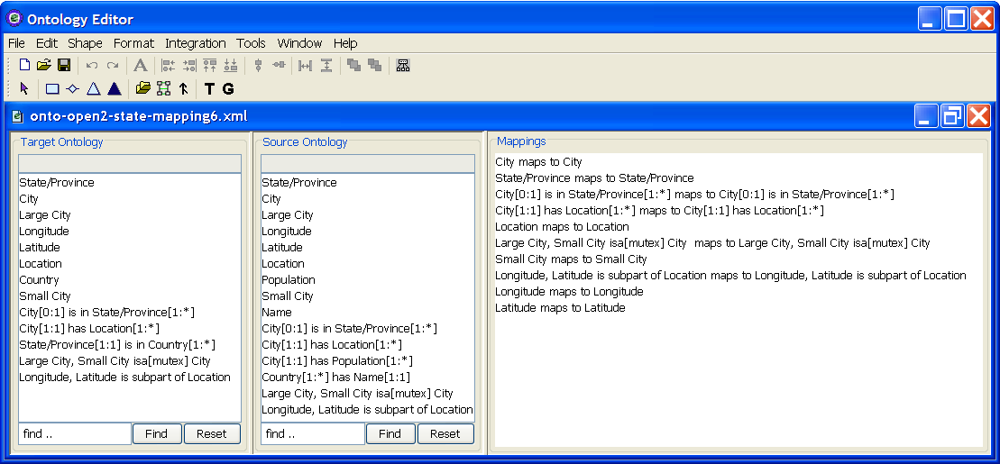 Ontology Editor
File Edit Shape Format Integration Tools Window Help
A
T G
onto-open2-state-mapping6.xml
Target Ontology
State/Province
City
Large City
Longitude
Latitude
Location
Country
Small City
City[0:1] is in State/Province[1:*]
City[1:1] has Location[1:*]
State/Province[1:1] is in Country[1:*]
Large City, Small City isa[mutex] City
Longitude, Latitude is subpart of Location
find ..
Find
Reset
Source Ontology
State/Province
City
Large City
Longitude
Latitude
Location
Population
Small City
Name
City[0:1] is in State/Province[1:*]
City[1:1] has Location[1:*]
City[1:1] has Population[1:*]
Country[1:*] has Name[1:1]
Large City, Small City isa[mutex] City
Longitude, Latitude is subpart of Location
find ..
Find
Reset
Mappings
City maps to City
State/Province maps to State/Province
City[0:1] is in State/Province[1:*] maps to City[0:1] is in State/Province[1:*]
City[1:1] has Location[1:*] maps to City[1:1] has Location[1:*]
Location maps to Location
Large City, Small City isa[mutex] City  maps to Large City, Small City isa[mutex] City
Small City maps to Small City
Longitude, Latitude is subpart of Location maps to Longitude, Latitude is subpart of Location
Longitude maps to Longitude
Latitude maps to Latitude